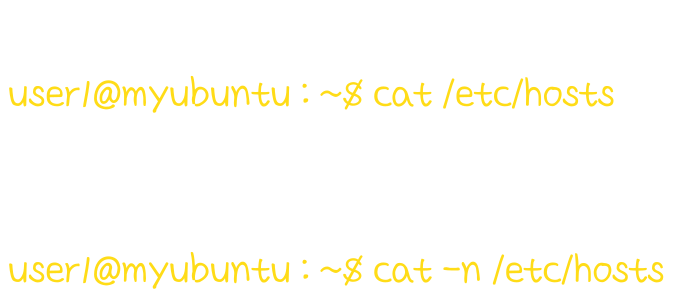 user1@myubuntu : ~$ cat /etc/hosts
user1@myubuntu : ~$ cat -n /etc/hosts